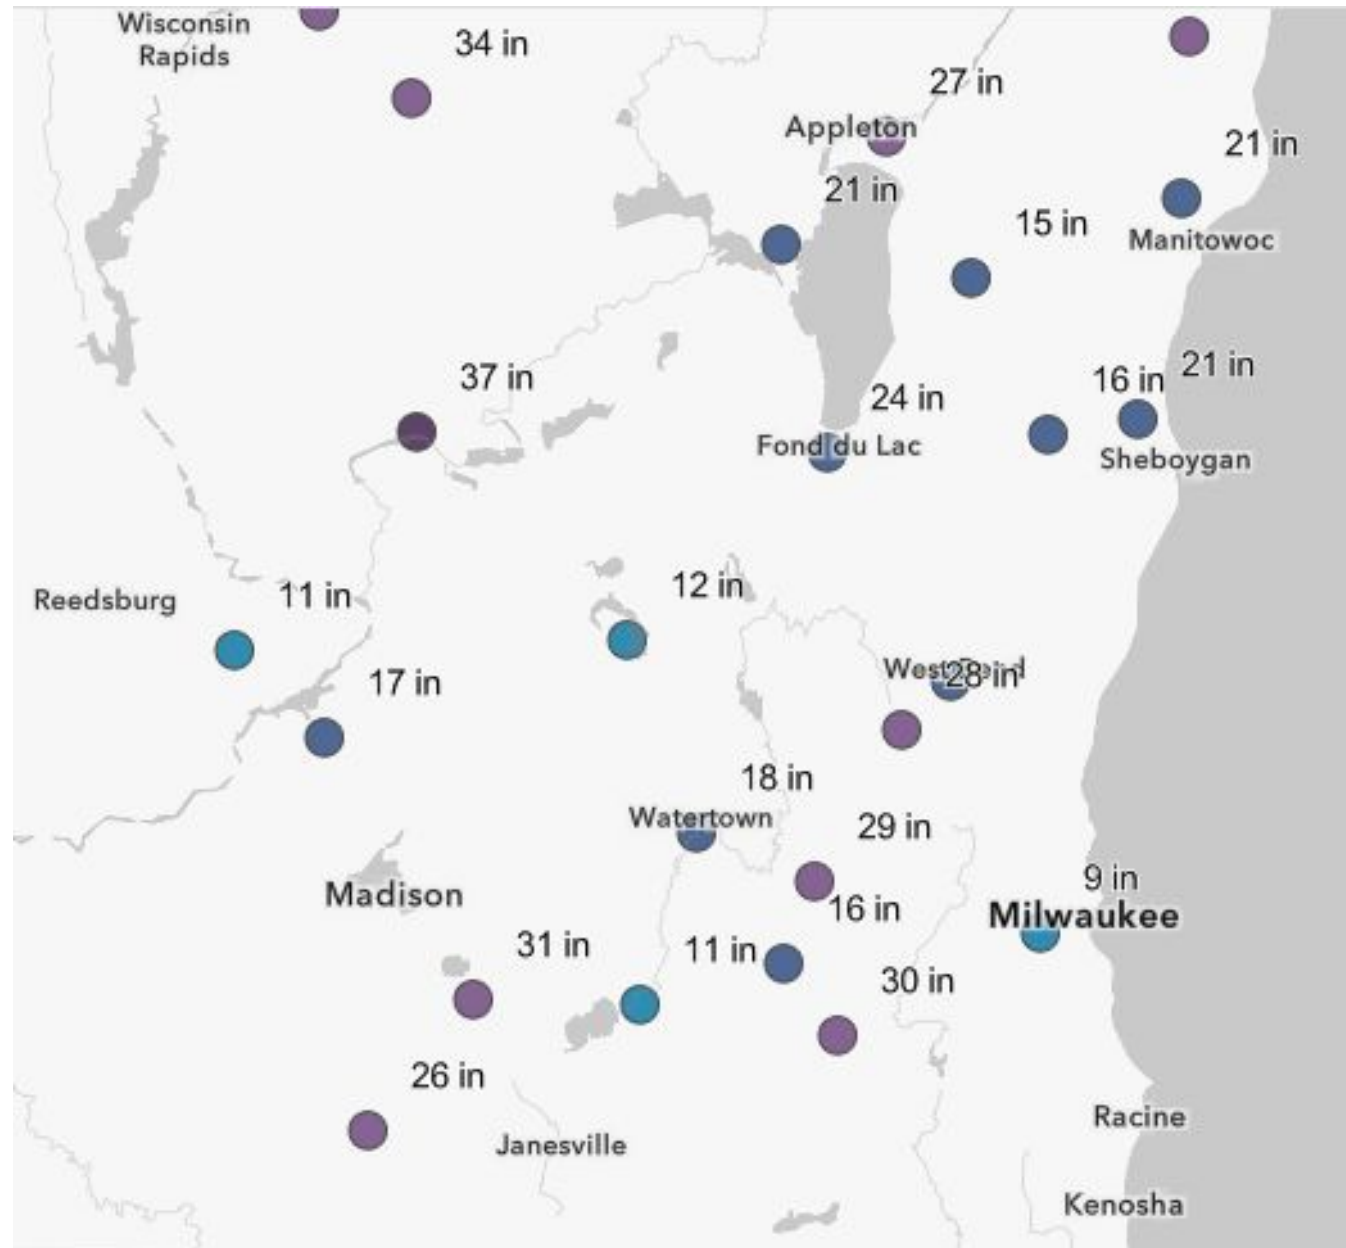 Wisconsin
Rapids
34 in
27 in
Appleton
21 in
21 in
15 in
Manitowoc
37 in
24 in
16 in
21 in
Fond du Lac
Sheboygan
Reedsburg
11 in
12 in
West Bend
28 in
17 in
18 in
Watertown
29 in
Madison
9 in
16 in
Milwaukee
31 in
11 in
30 in
26 in
Racine
Janesville
Kenosha